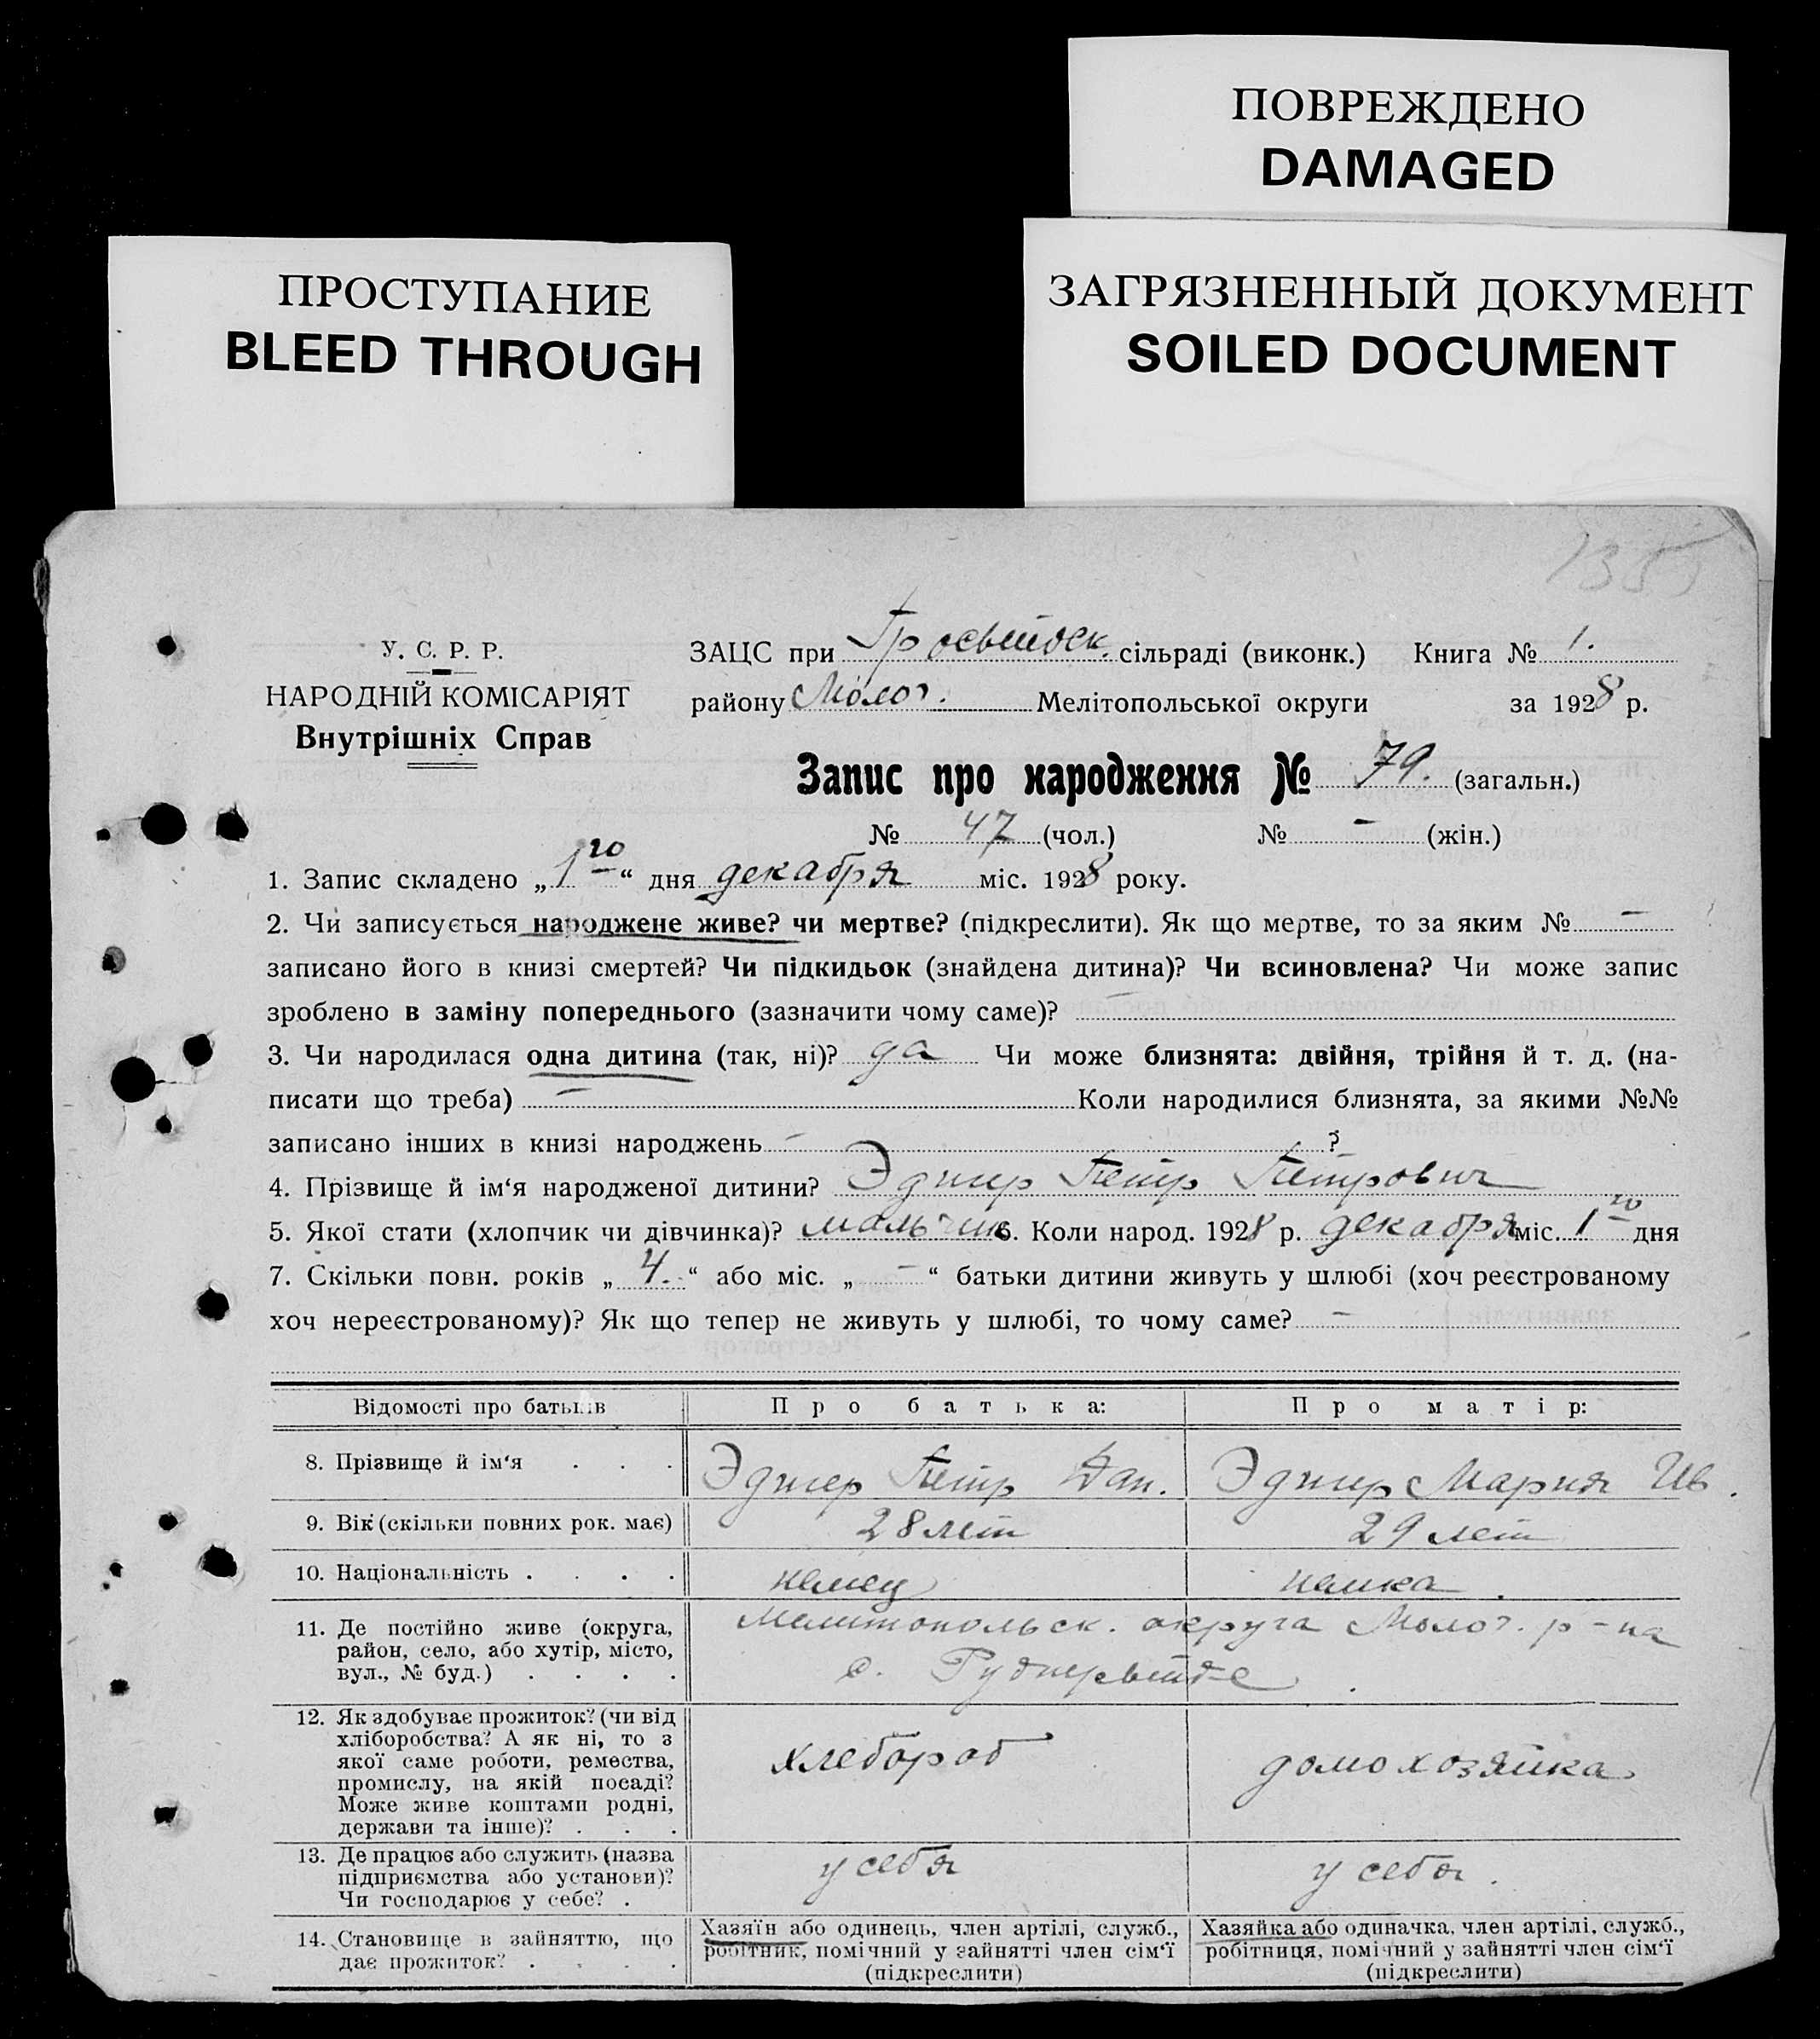 ПОВРЕЖДЕНО
DAMAGED
ПРОСТУПАНИЕ
BLEED THROUGH
ЗАГРЯЗНЕННЫЙ ДОКУМЕНТ
SOILED DOCUMENT
135
У. С. Р. Р.
НАРОДНІЙ КОМІСАРІЯТ
Внутрішніх Справ
ЗАЦС при сільраді (виконк.) Книга № 1.
району Молоч. Мелітопольської округи за 1928 р.
Запис про народження № 79. (загальн.)
№ 47 (чол.) № — (жін.)
1. Запис складено „1го“ дня декабря міс. 1928 року.
2. Чи записується народжене живе? чи мертве? (підкреслити). Як що мертве, то за яким № —
записано його в книзі смертей? Чи підкидьок (знайдена дитина)? Чи всиновлена? Чи може запис
зроблено в заміну попереднього (зазначити чому саме)? —
3. Чи народилася одна дитина (так, ні)? да Чи може близнята: двійня, трійня й т. д. (на-
писати що треба) — Коли народилися близнята, за якими №№
записано інших в книзі народжень — ?
4. Прізвище й ім‘я народженої дитини? Эдигер Петр Петрович
5. Якої стати (хлопчик чи дівчинка)? мальчик 6. Коли народ. 1928 р. декабря міс. 1го дня
7. Скільки повн. років „ 4. “ або міс. „ — “ батьки дитини живуть у шлюбі (хоч реєстрованому
хоч нереєстрованому)? Як що тепер не живуть у шлюбі, то чому саме? —
Відомості про батьків Про батька: Про матір:
8. Прізвище й ім‘я . . . Эдигер Петр Дан. Эдигер Мария Ив.
9. Вік (скільки повних рок. має) 28 лет 29 лет
10. Національність . . . . немец немка.
11. Де постійно живе (округа,
район, село, або хутір, місто,
вул., № буд.) . . . .
Мелитопольск. округа Молоч. р-на
с. Рикнервейде.
12. Як здобуває прожиток? (чи від
хліборобства? А як ні, то з
якої саме роботи, ремества,
промислу, на якій посаді?
Може живе коштами родні,
держави та інше)? . . .
хлебороб домохозяйка
13. Де працює або служить (назва
підприємства або установи)?
Чи господарює у себе? .
у себя у себя.
14. Становище в зайняттю, що
дає прожиток? . . . .
Хазяїн або одинець, член артілі, служб.,
робітник, помічний у зайнятті член сім‘ї
(підкреслити)
Хазяйка або одиначка, член артілі, служб.,
робітниця, помічний у зайнятті член сім‘ї
(підкреслити)